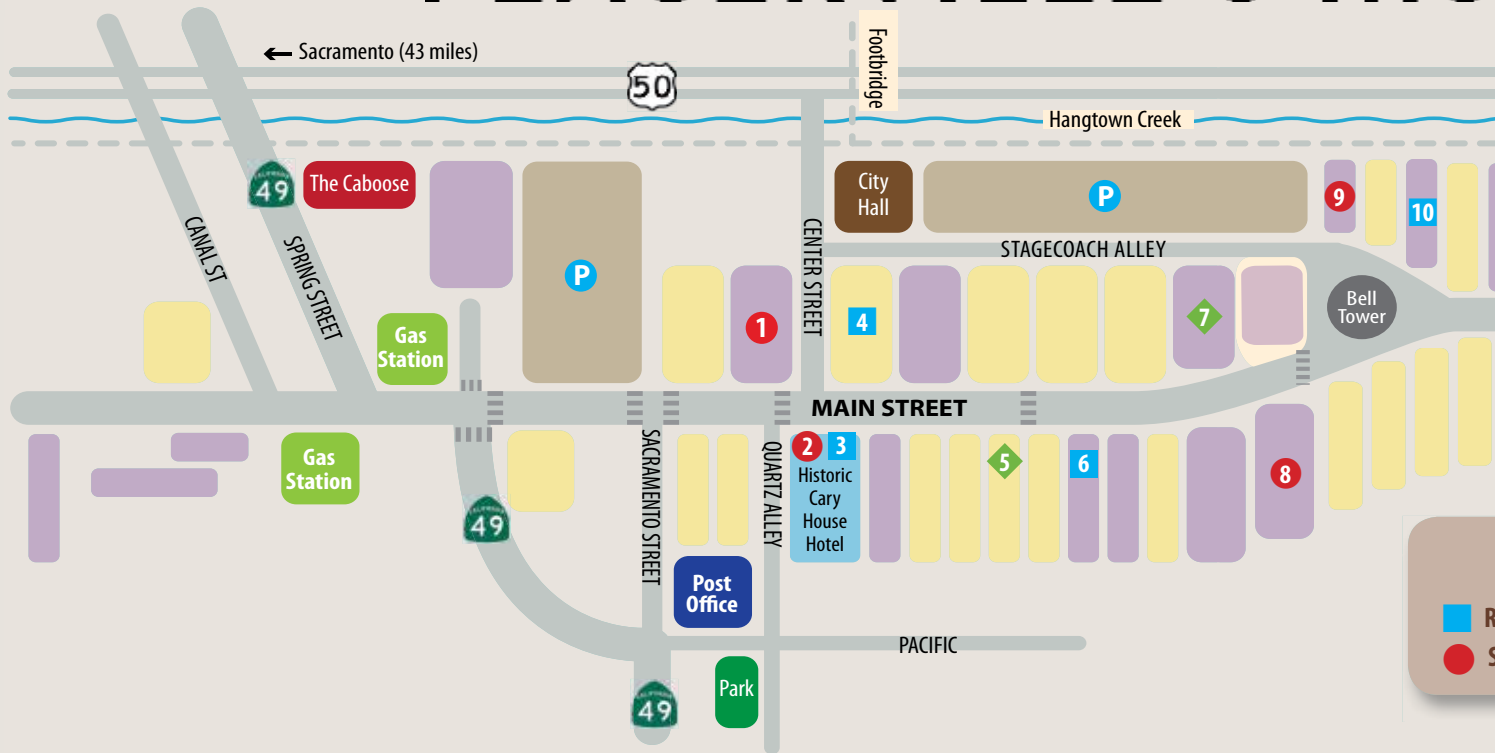 Sacramento (43 miles)
50
Footbridge
Hangtown Creek
49
The Caboose
CANAL ST
SPRING STREET
P
City
Hall
P
9
10
CENTER STREET
STAGECOACH ALLEY
Gas
Station
1
4
7
Bell
Tower
MAIN STREET
Gas
Station
49
SACRAMENTO STREET
QUARTZ ALLEY
2
3
Historic
Cary
House
Hotel
5
6
8
Post
Office
PACIFIC
Park
49
R
S